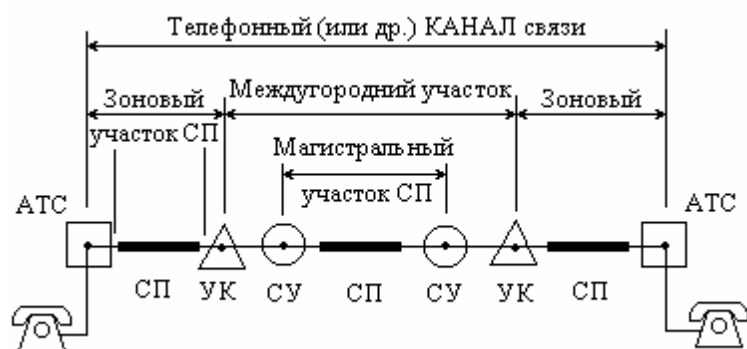 Телефонный (или др.) КАНАЛ связи
Зоновый
Междугородний участок
Зоновый
участок СП
Магистральный
участок СП
АТС
АТС
СП
УК
СУ
СП
СУ
УК
СП